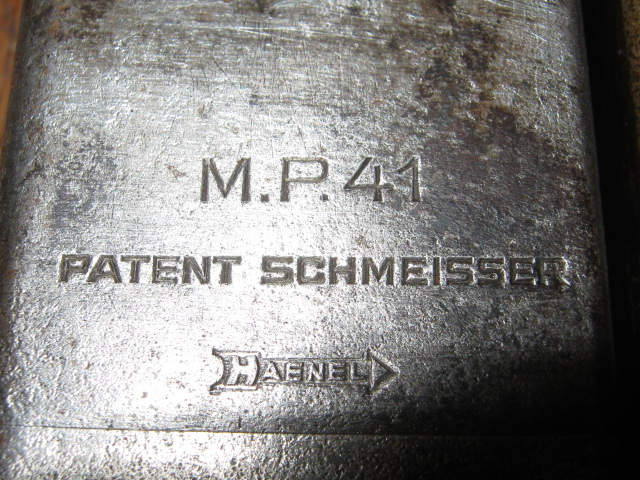 M.P.41
PATENT SCHMEISSER
HAENEL